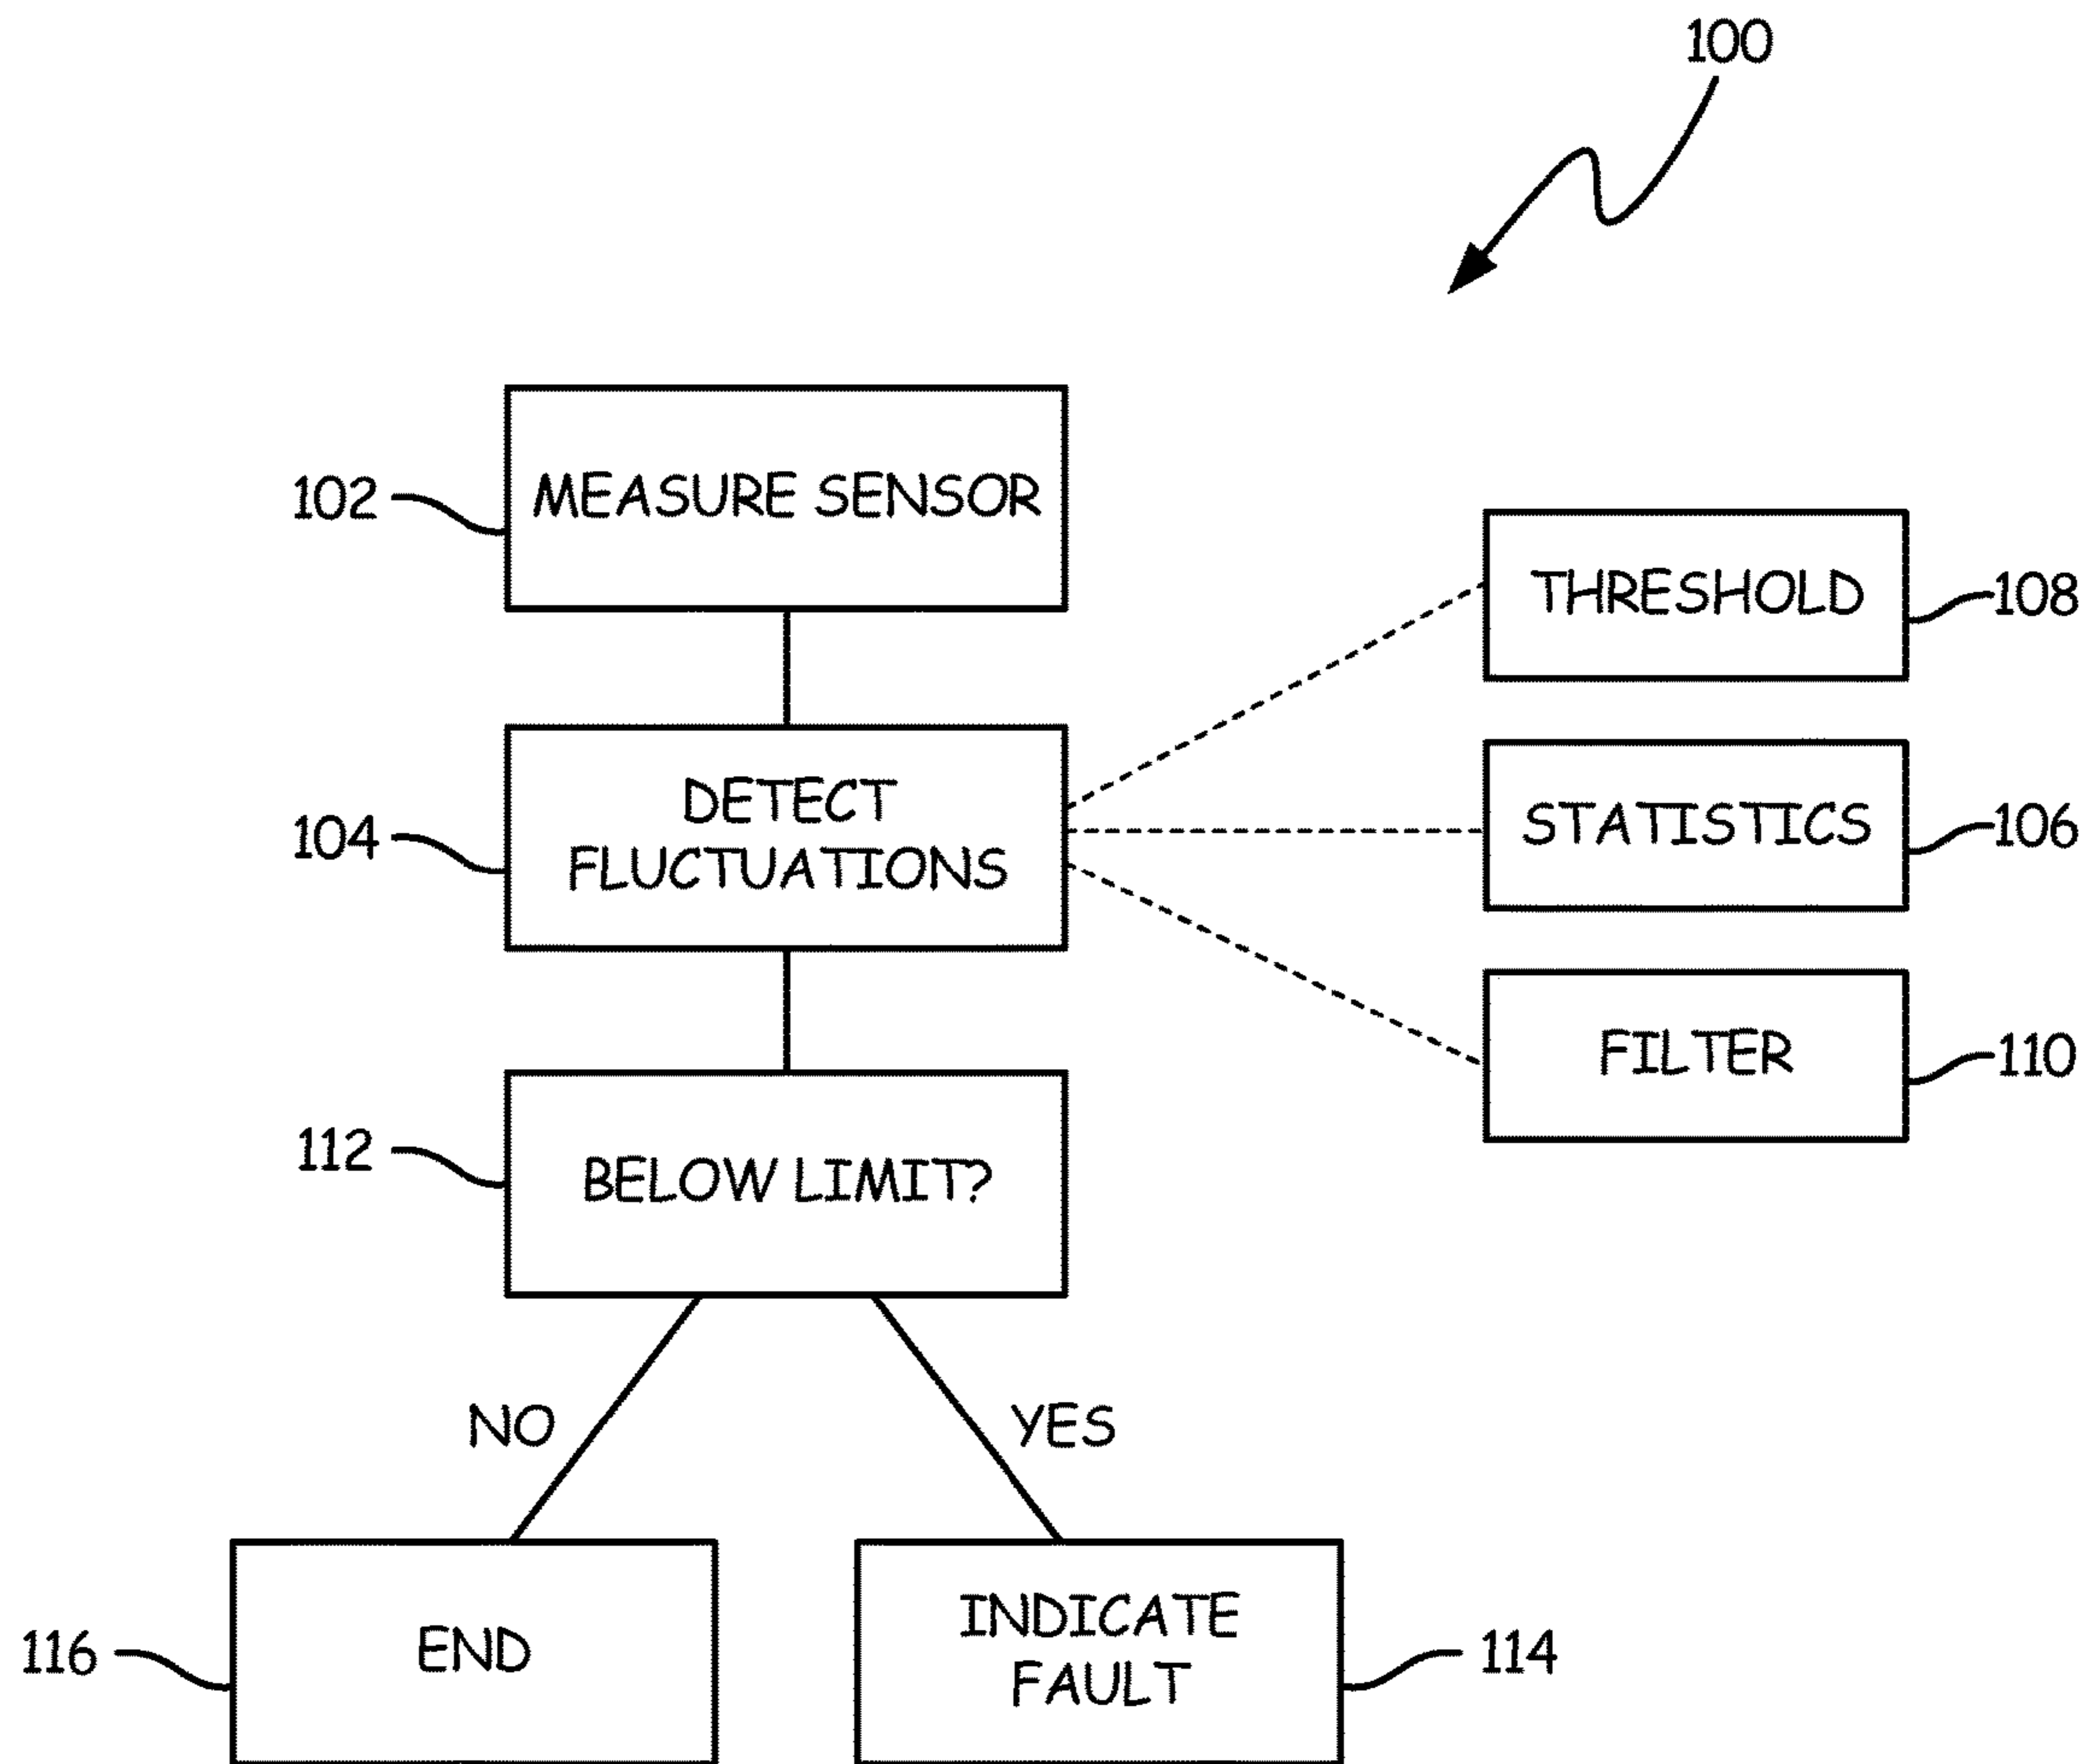 100
102
MEASURE SENSOR
THRESHOLD
108
104
DETECT
FLUCTUATIONS
STATISTICS
106
FILTER
110
112
BELOW LIMIT?
NO
YES
116
END
INDICATE
FAULT
114